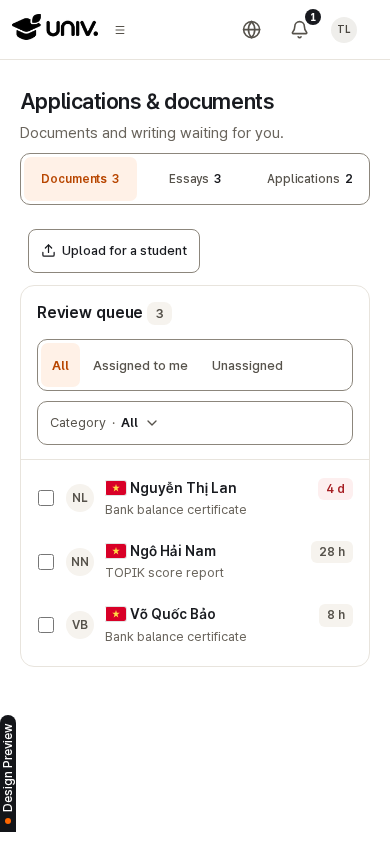 UNIV.
1
TL
Applications & documents
Documents and writing waiting for you.
Documents 3
Essays 3
Applications 2
Upload for a student
Review queue 3
All
Assigned to me
Unassigned
Category · All
NL
Nguyễn Thị Lan
4 d
Bank balance certificate
NN
Ngô Hải Nam
28 h
TOPIK score report
VB
Võ Quốc Bảo
8 h
Bank balance certificate
Design Preview